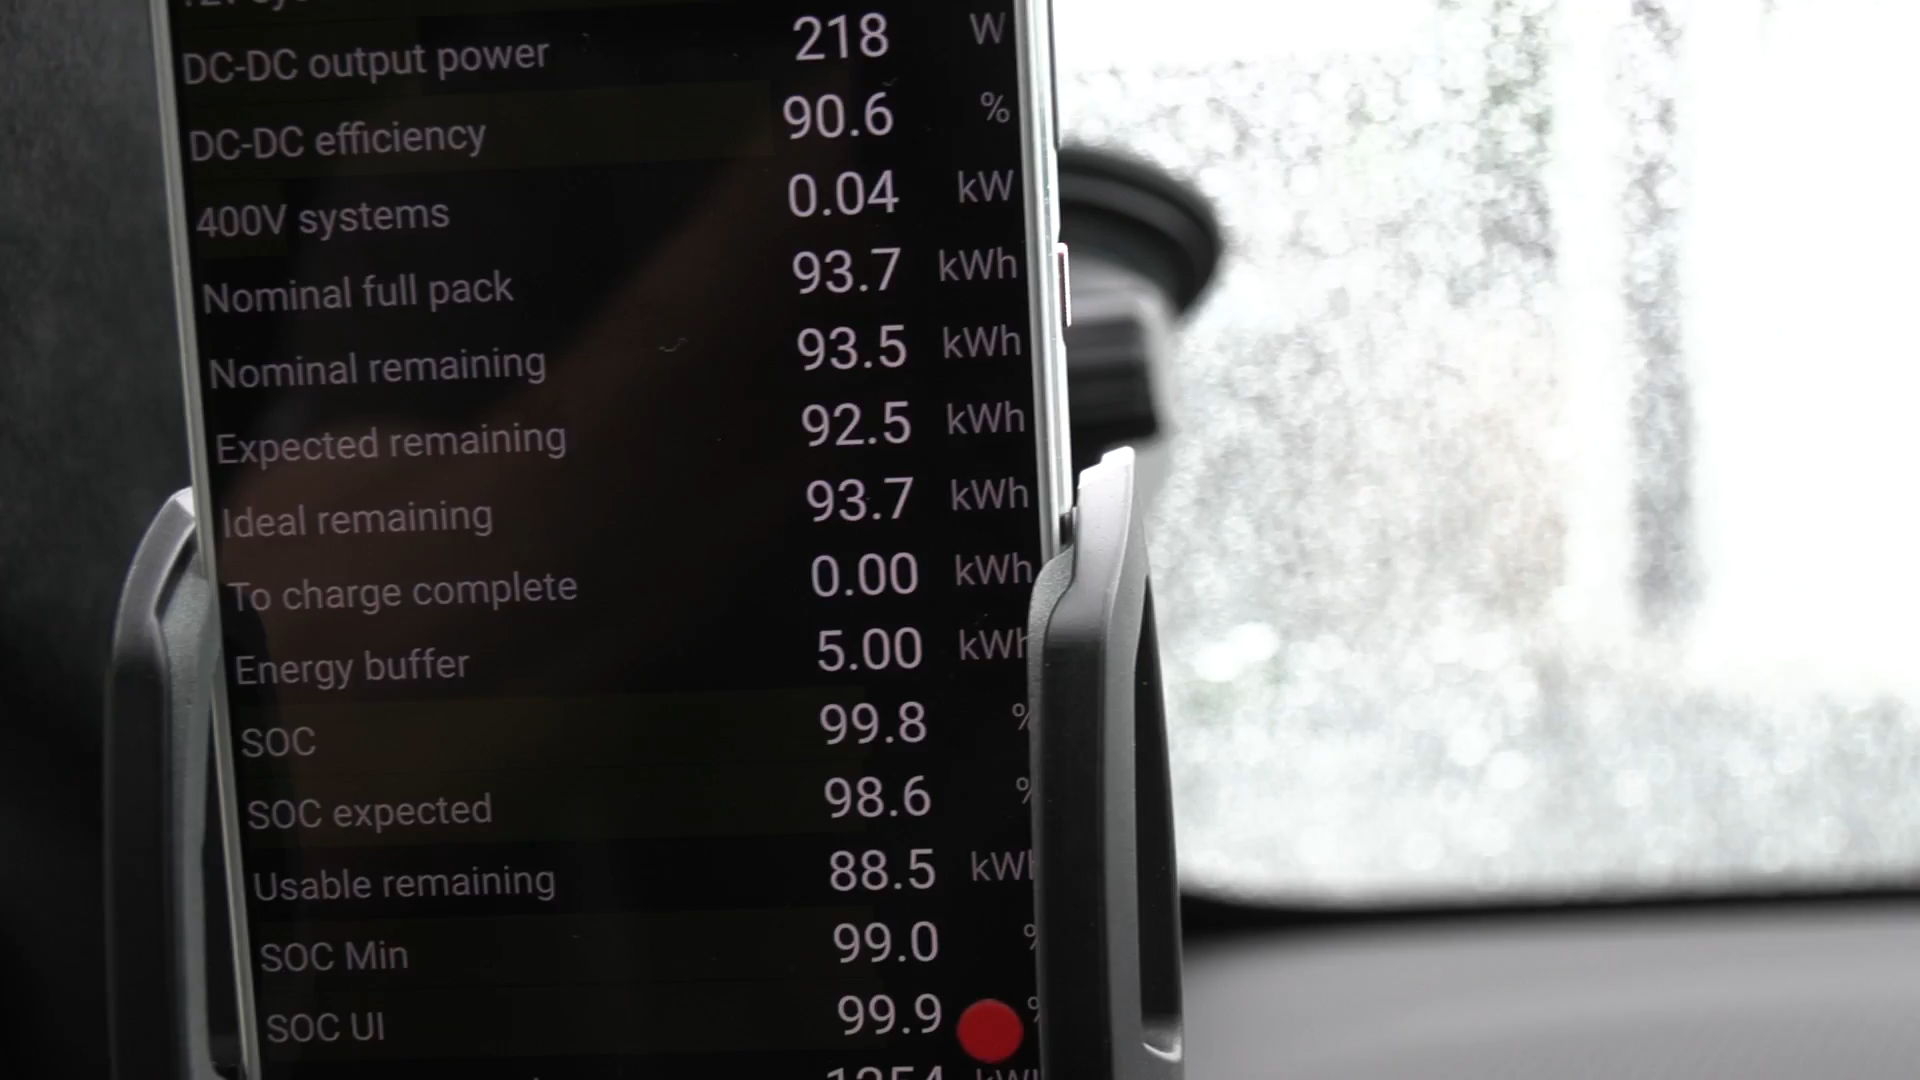 DC-DC output power 218 W
DC-DC efficiency 90.6 %
400V systems 0.04 kW
Nominal full pack 93.7 kWh
Nominal remaining 93.5 kWh
Expected remaining 92.5 kWh
Ideal remaining 93.7 kWh
To charge complete 0.00 kWh
Energy buffer 5.00 kWh
SOC 99.8 %
SOC expected 98.6 %
Usable remaining 88.5 kWh
SOC Min 99.0 %
SOC UI 99.9 %